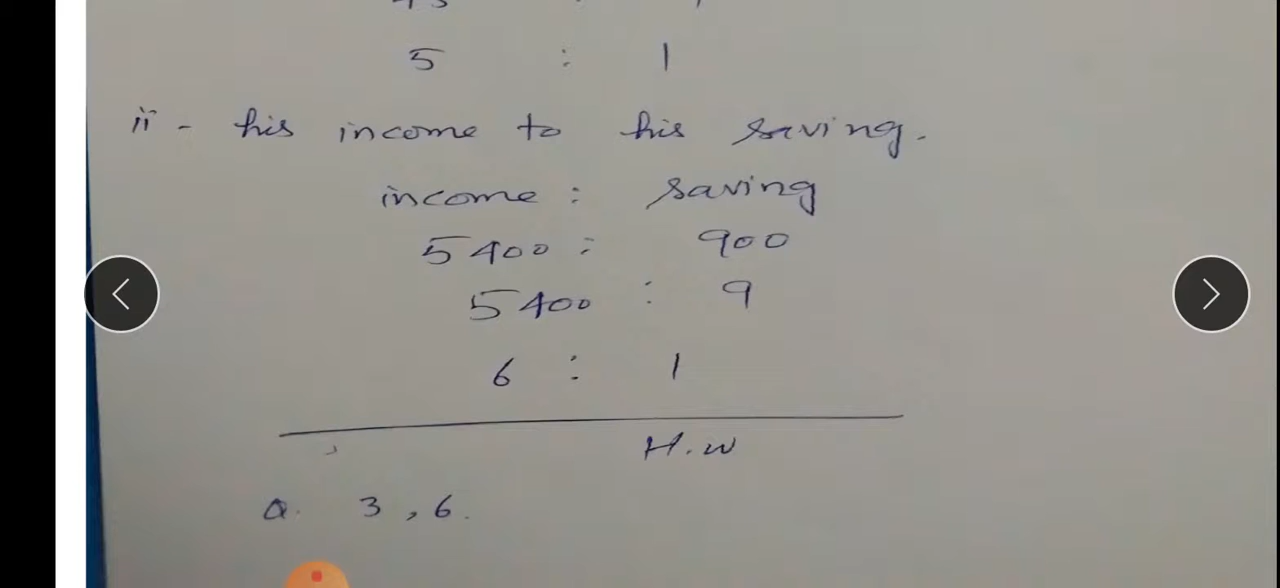 5 : 1
ii - his income to his saving.
income : saving
5400 : 900
5400 : 9
6 : 1
H.W
Q. 3, 6.